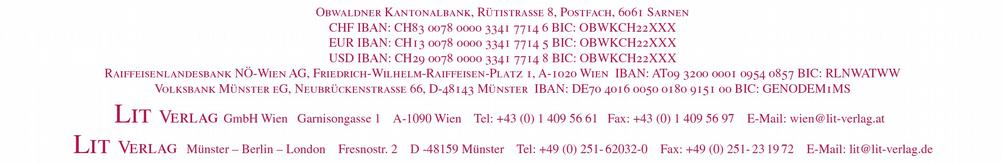 Obwaldner Kantonalbank, Rütistrasse 8, Postfach, 6061 Sarnen
CHF IBAN: CH83 0078 0000 3341 7714 6 BIC: OBWKCH22XXX
EUR IBAN: CH13 0078 0000 3341 7714 5 BIC: OBWKCH22XXX
USD IBAN: CH29 0078 0000 3341 7714 8 BIC: OBWKCH22XXX
Raiffeisenlandesbank NÖ-Wien AG, Friedrich-Wilhelm-Raiffeisen-Platz 1, A-1020 Wien IBAN: AT09 3200 0001 0954 0857 BIC: RLNWATWW
Volksbank Münster eG, Neubrückenstrasse 66, D-48143 Münster IBAN: DE70 4016 0050 0180 9151 00 BIC: GENODEM1MS
Lit Verlag GmbH Wien Garnisongasse 1 A-1090 Wien Tel: +43 (0) 1 409 56 61 Fax: +43 (0) 1 409 56 97 E-Mail: wien@lit-verlag.at
Lit Verlag Münster – Berlin – London Fresnostr. 2 D -48159 Münster Tel: +49 (0) 251- 62032-0 Fax: +49 (0) 251- 23 19 72 E-Mail: lit@lit-verlag.de